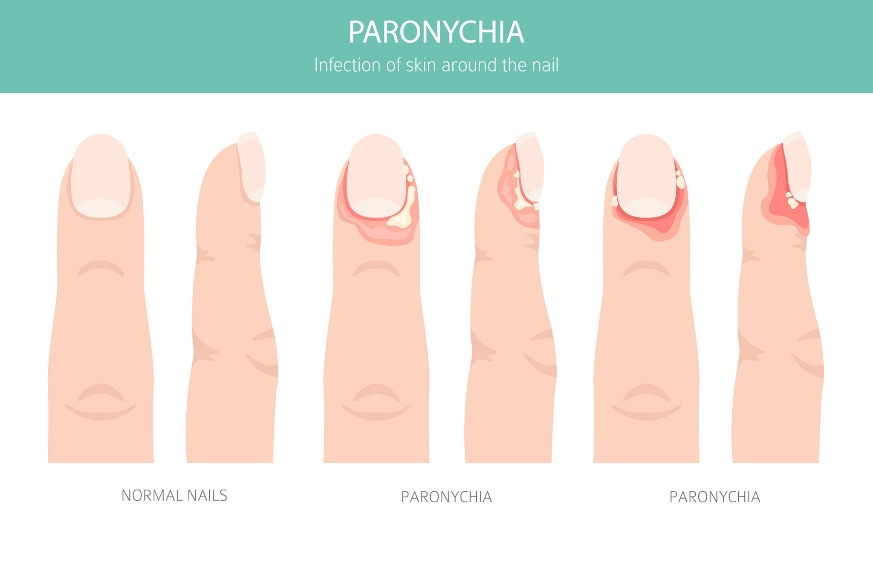 PARONYCHIA
Infection of skin around the nail
NORMAL NAILS
PARONYCHIA
PARONYCHIA